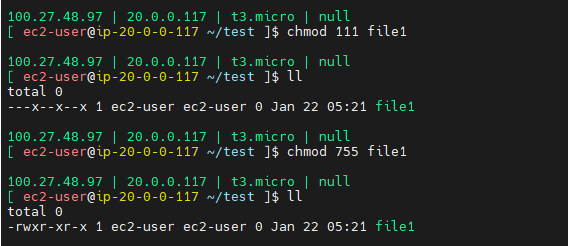 100.27.48.97 | 20.0.0.117 | t3.micro | null
[ ec2-user@ip-20-0-0-117 ~/test ]$ chmod 111 file1
100.27.48.97 | 20.0.0.117 | t3.micro | null
[ ec2-user@ip-20-0-0-117 ~/test ]$ ll
total 0
---x--x--x 1 ec2-user ec2-user 0 Jan 22 05:21 file1
100.27.48.97 | 20.0.0.117 | t3.micro | null
[ ec2-user@ip-20-0-0-117 ~/test ]$ chmod 755 file1
100.27.48.97 | 20.0.0.117 | t3.micro | null
[ ec2-user@ip-20-0-0-117 ~/test ]$ ll
total 0
-rwxr-xr-x 1 ec2-user ec2-user 0 Jan 22 05:21 file1